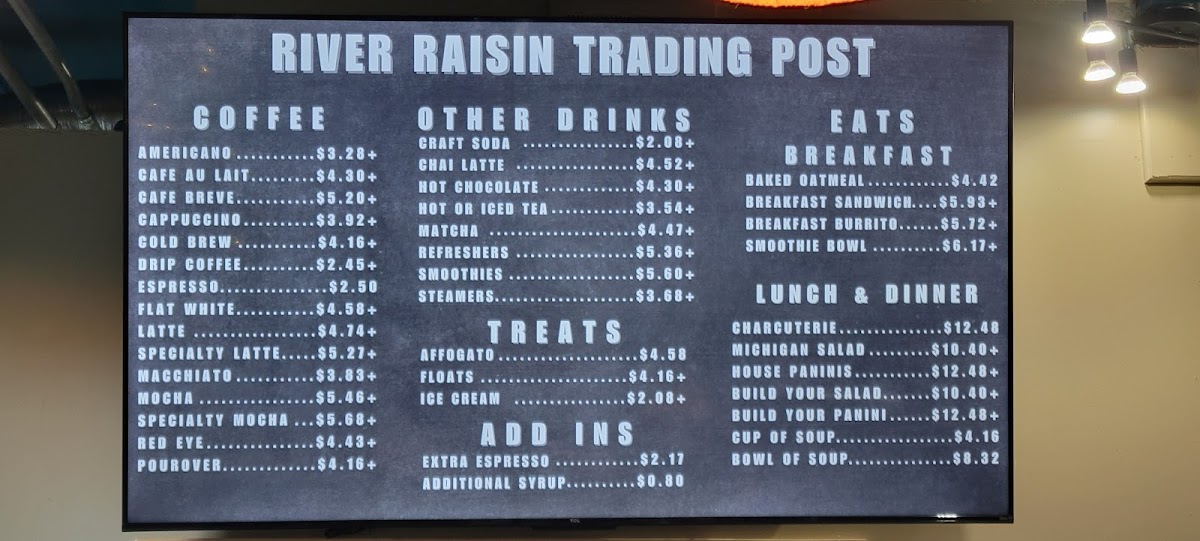 RIVER RAISIN TRADING POST
COFFEE
AMERICANO...........$3.28+
CAFE AU LAIT........$4.30+
CAFE BREVE..........$5.20+
CAPPUCCINO..........$3.92+
COLD BREW ..........$4.16+
DRIP COFFEE.........$2.45+
ESPRESSO..............$2.50
FLAT WHITE..........$4.58+
LATTE ...............$4.74+
SPECIALTY LATTE.....$5.27+
MACCHIATO...........$3.83+
MOCHA ...............$5.46+
SPECIALTY MOCHA ...$5.68+
RED EYE..............$4.43+
POUROVER............$4.16+
OTHER DRINKS
CRAFT SODA ..............$2.08+
CHAI LATTE ...............$4.52+
HOT CHOCOLATE ...........$4.30+
HOT OR ICED TEA..........$3.54+
MATCHA ..................$4.47+
REFRESHERS ..............$5.36+
SMOOTHIES ...............$5.60+
STEAMERS.................$3.68+
TREATS
AFFOGATO.................$4.58
FLOATS ..................$4.16+
ICE CREAM ..............$2.08+
ADD INS
EXTRA ESPRESSO ...........$2.17
ADDITIONAL SYRUP.........$0.80
EATS
BREAKFAST
BAKED OATMEAL...........$4.42
BREAKFAST SANDWICH....$5.93+
BREAKFAST BURRITO......$5.72+
SMOOTHIE BOWL .........$6.17+
LUNCH & DINNER
CHARCUTERIE...............$12.48
MICHIGAN SALAD ........$10.40+
HOUSE PANINIS...........$12.48+
BUILD YOUR SALAD.......$10.40+
BUILD YOUR PANINI......$12.48+
CUP OF SOUP...............$4.16
BOWL OF SOUP..............$8.32
TCL